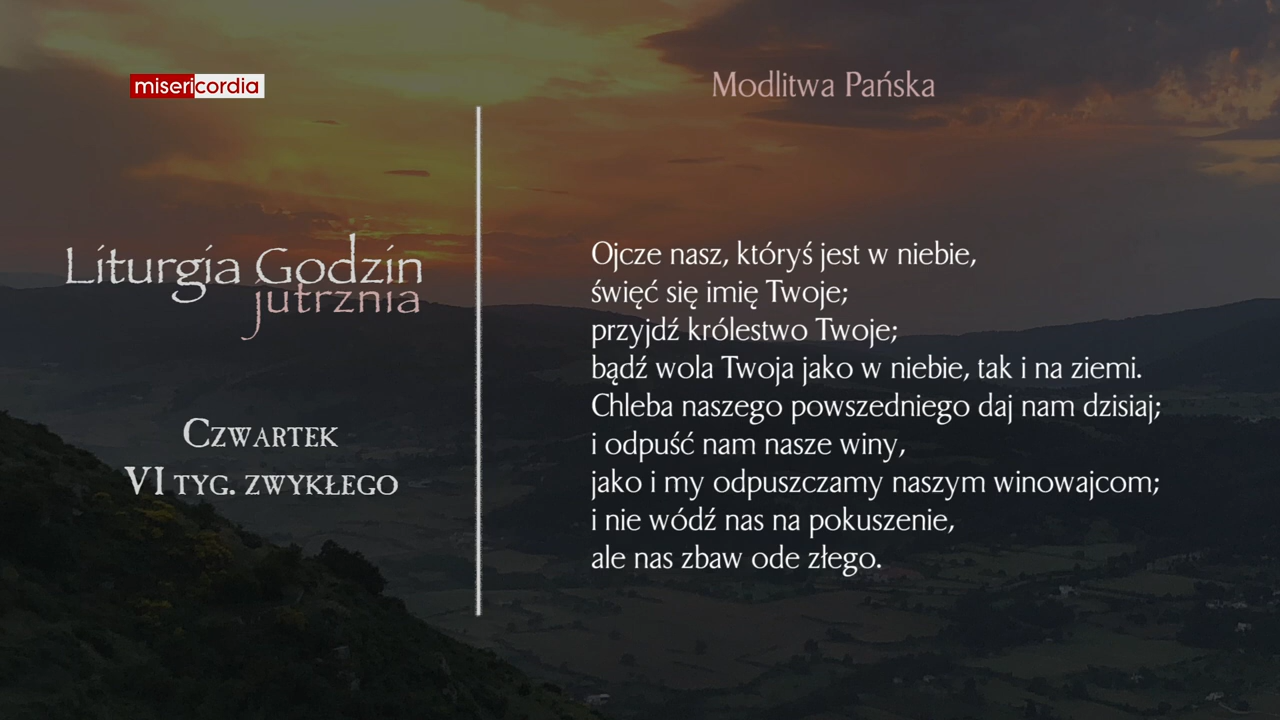 misericordia
Liturgia Godzin
jutrznia
Czwartek
VI tyg. zwykłego
Modlitwa Pańska
Ojcze nasz, któryś jest w niebie,
święć się imię Twoje;
przyjdź królestwo Twoje;
bądź wola Twoja jako w niebie, tak i na ziemi.
Chleba naszego powszedniego daj nam dzisiaj;
i odpuść nam nasze winy,
jako i my odpuszczamy naszym winowajcom;
i nie wódź nas na pokuszenie,
ale nas zbaw ode złego.